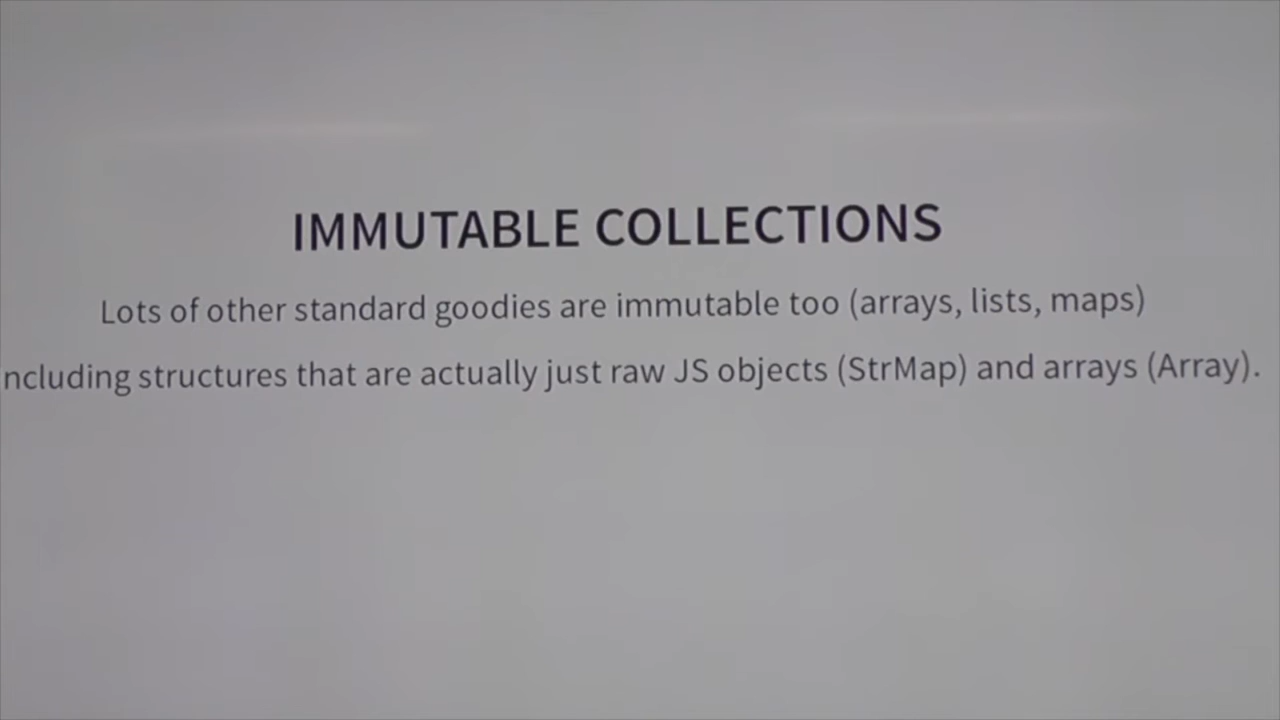 IMMUTABLE COLLECTIONS
Lots of other standard goodies are immutable too (arrays, lists, maps)
ncluding structures that are actually just raw JS objects (StrMap) and arrays (Array).